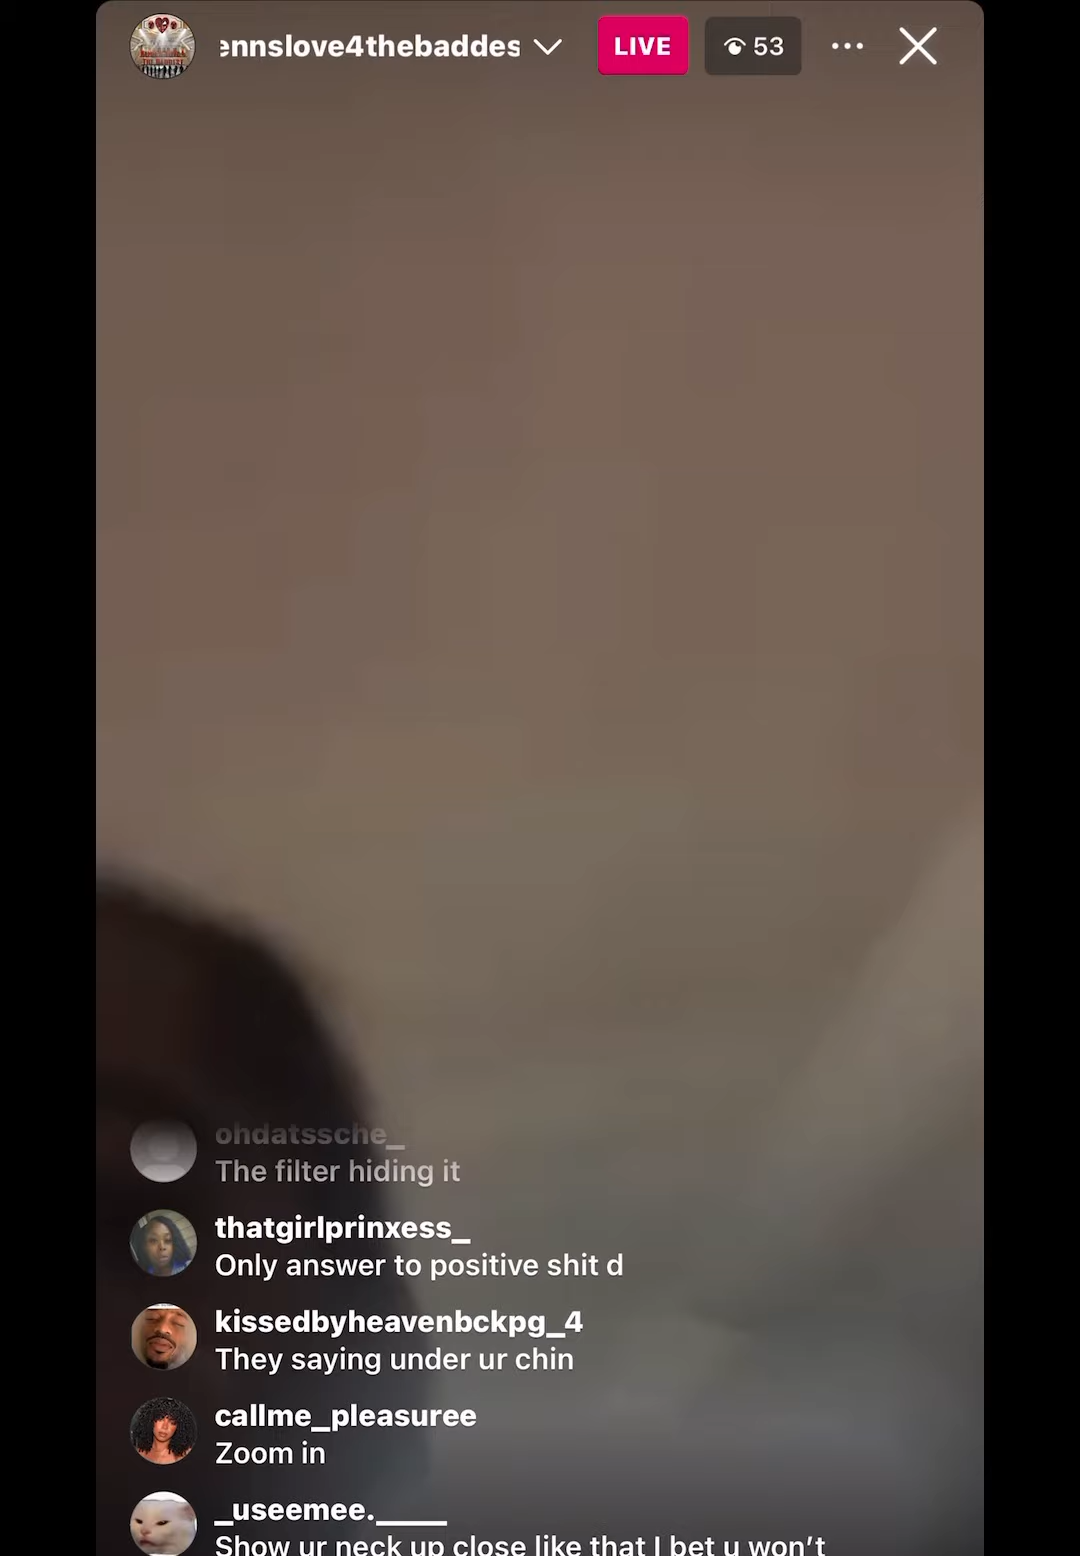 ennslove4thebaddes
LIVE
53
ohdatssche_
The filter hiding it
thatgirlprinxess_
Only answer to positive shit d
kissedbyheavenbckpg_4
They saying under ur chin
callme_pleasuree
Zoom in
_useemee.____
Show ur neck up close like that I bet u won't